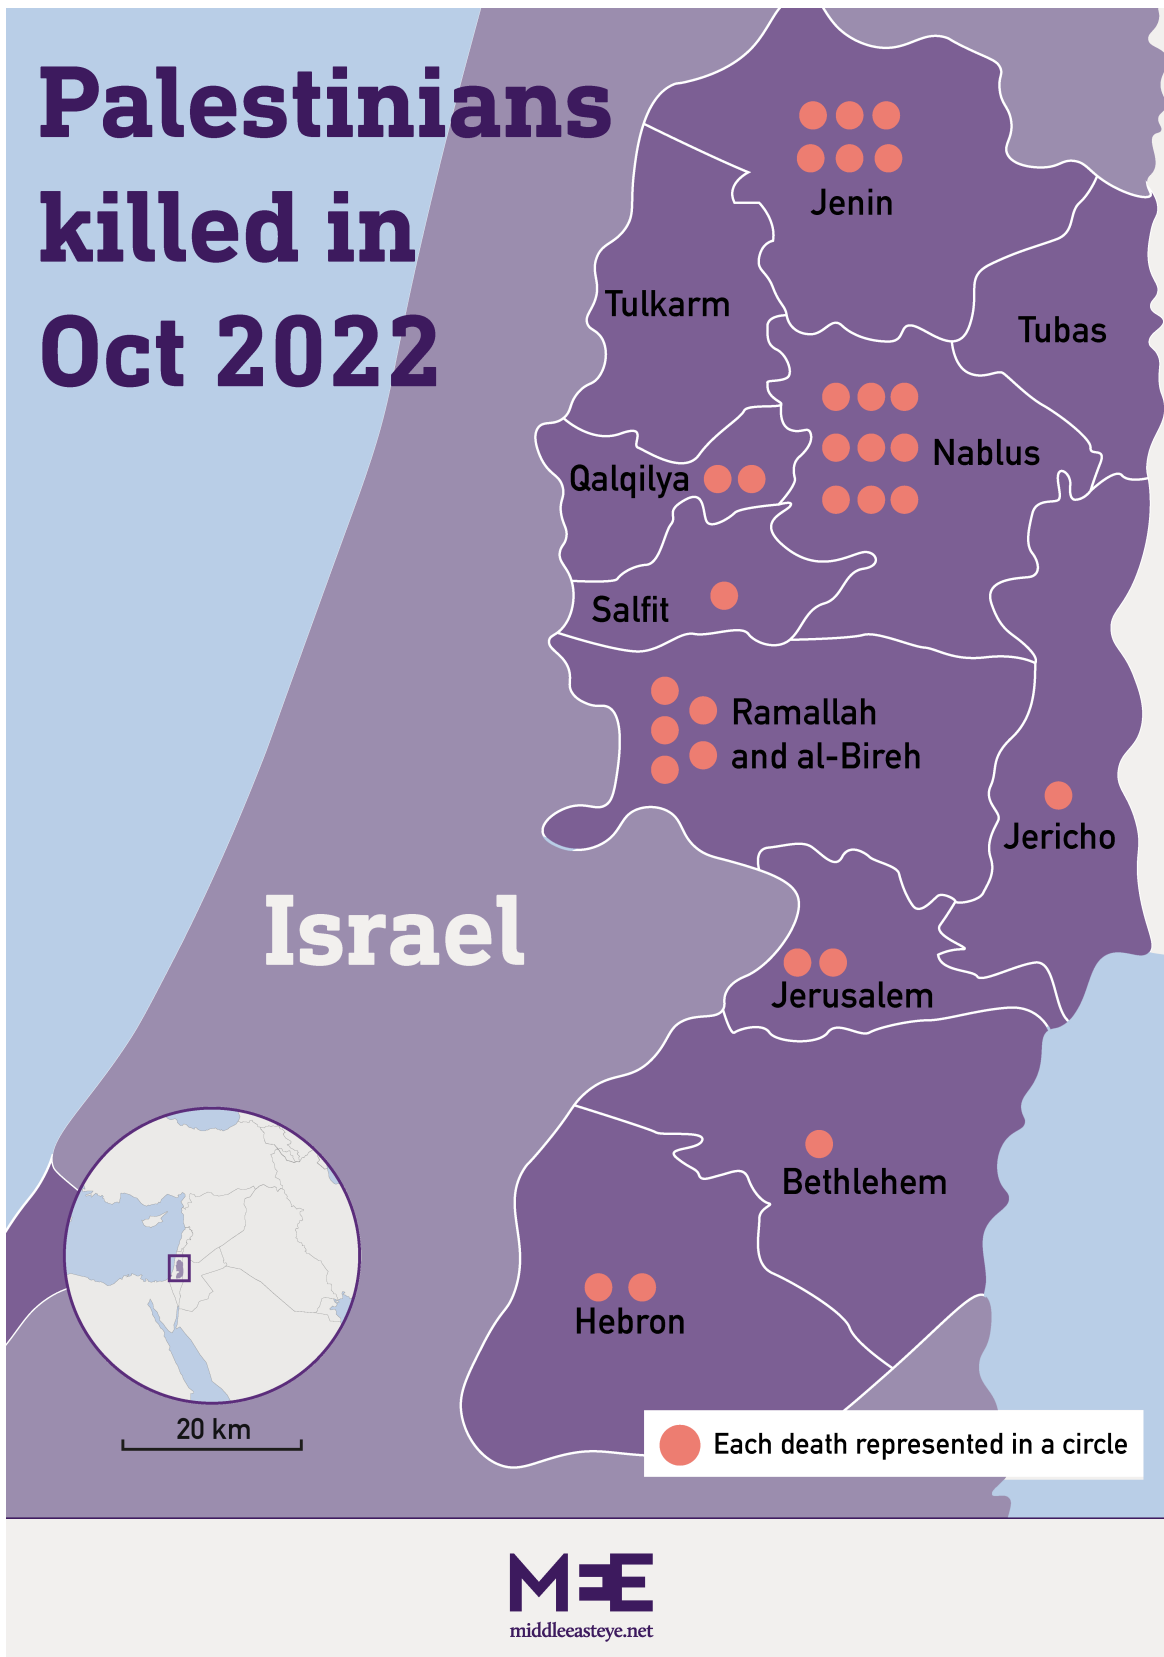 Palestinians
killed in
Oct 2022
Jenin
Tulkarm
Tubas
Nablus
Qalqilya
Salfit
Ramallah
and al-Bireh
Jericho
Israel
Jerusalem
Bethlehem
Hebron
20 km
Each death represented in a circle
MEE
middleeasteye.net